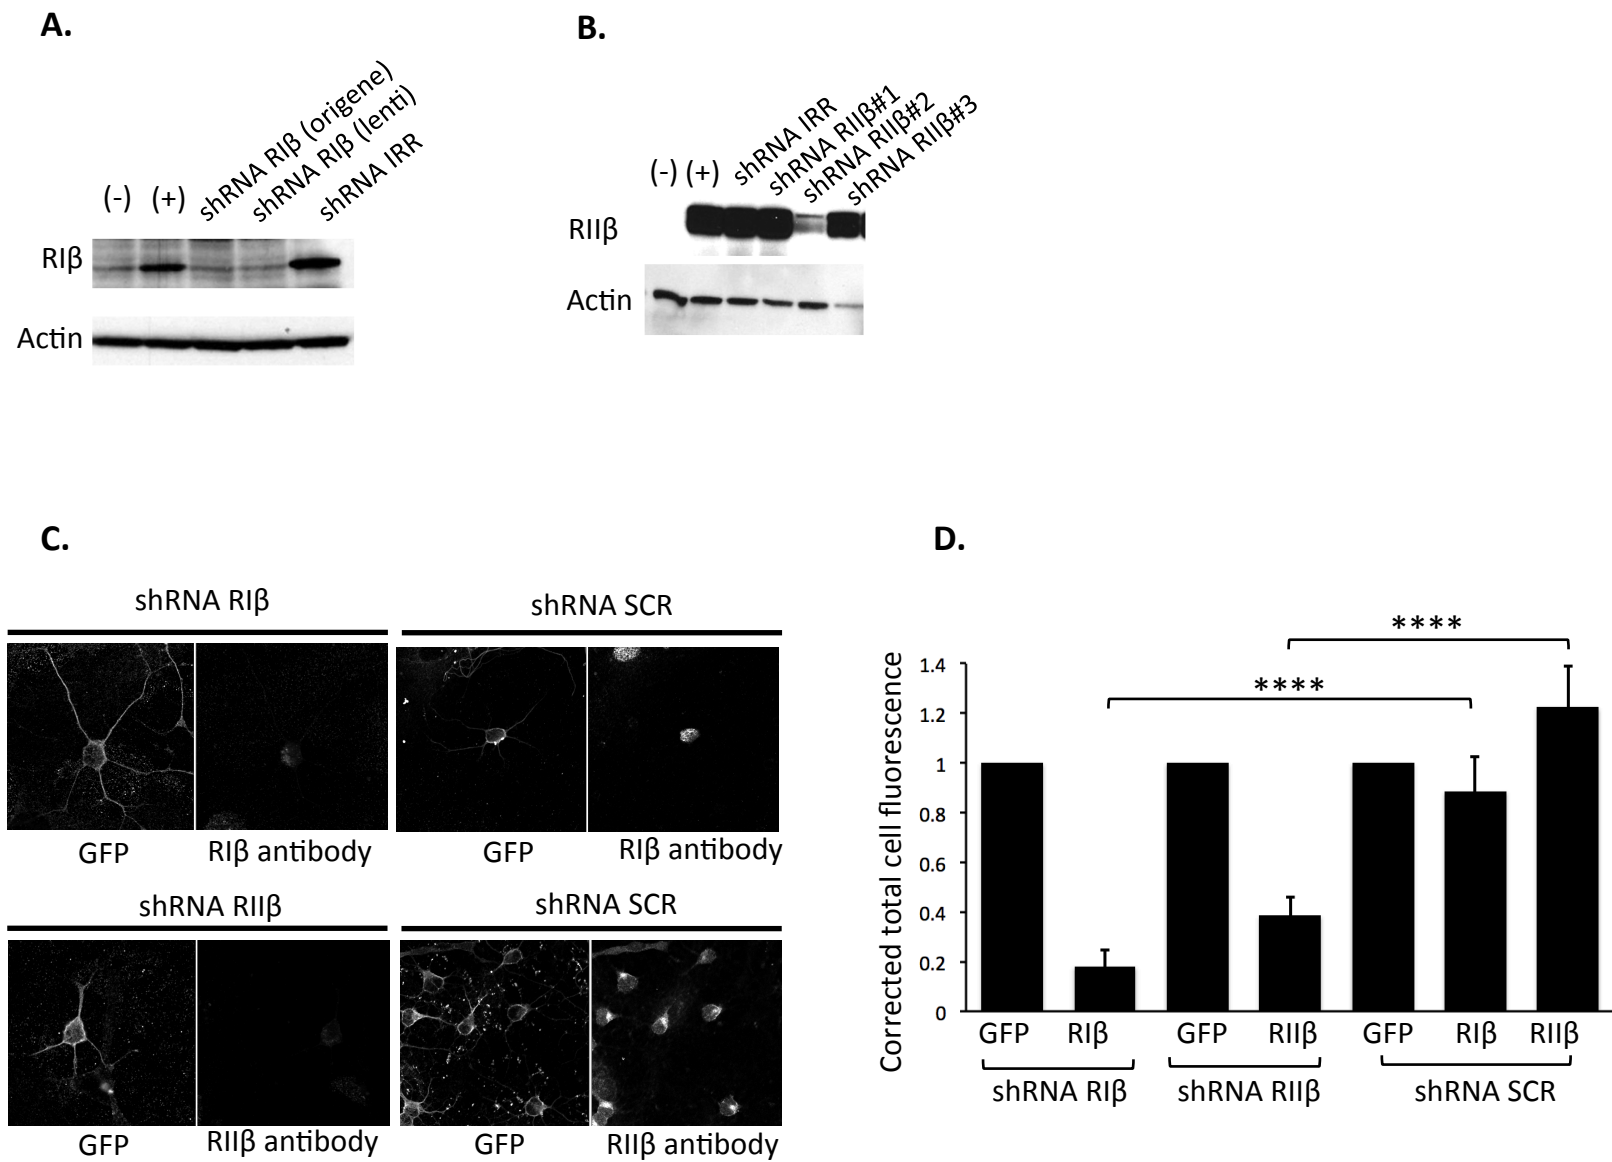 A.
shRNA RIβ (origene)
shRNA RIβ (lenti)
shRNA IRR
(-) (+)
RIβ
Actin
B.
shRNA IRR
shRNA RIIβ#1
shRNA RIIβ#2
shRNA RIIβ#3
(-) (+)
RIIβ
Actin
C.
shRNA RIβ
shRNA SCR
GFP
RIβ antibody
GFP
RIβ antibody
shRNA RIIβ
shRNA SCR
GFP
RIIβ antibody
GFP
RIIβ antibody
D.
Corrected total cell fluorescence
1.4
1.2
1
0.8
0.6
0.4
0.2
0
****
****
GFP RIβ GFP RIIβ GFP RIβ RIIβ
shRNA RIβ shRNA RIIβ shRNA SCR